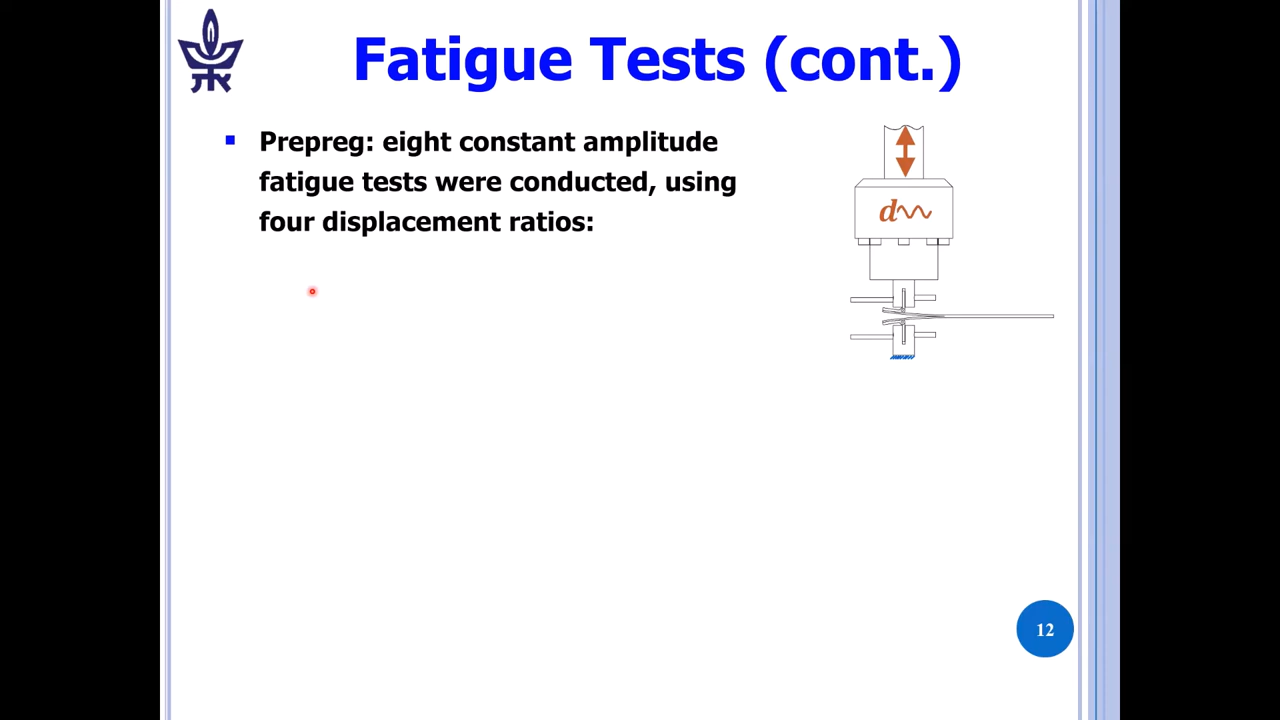 Fatigue Tests (cont.)
Prepreg: eight constant amplitude
fatigue tests were conducted, using
four displacement ratios:
d
12